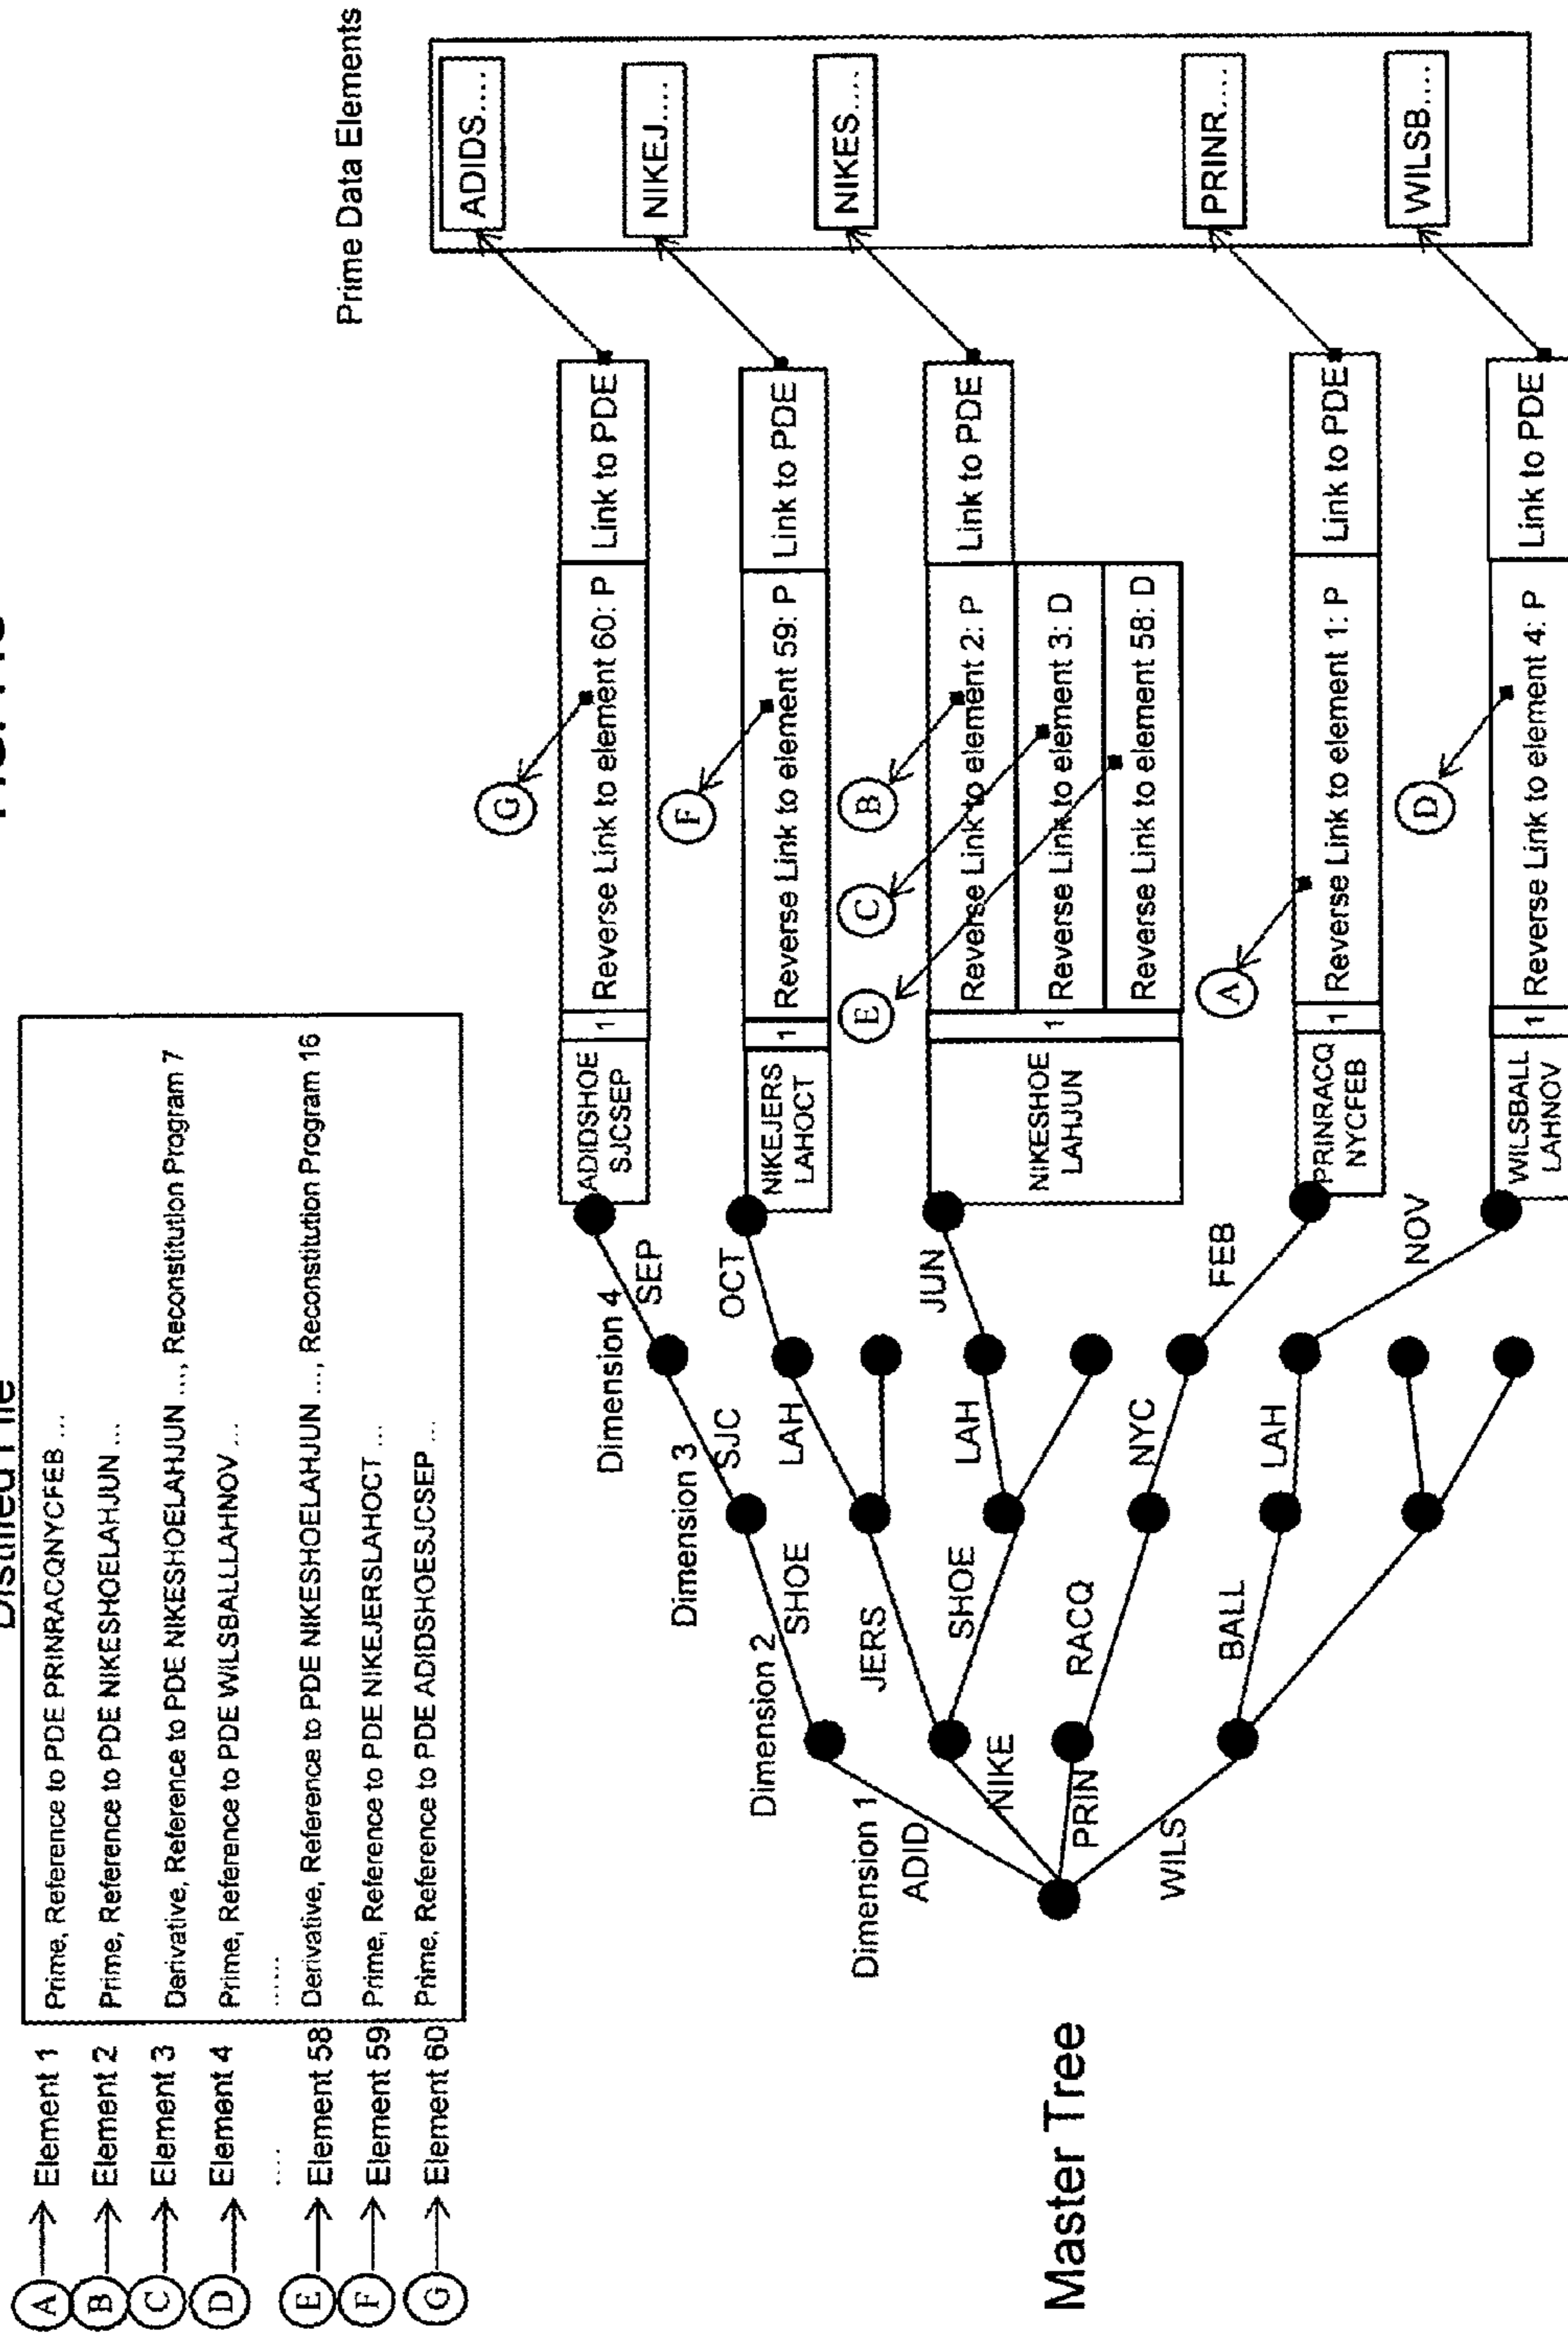 A Element 1 Prime, Reference to PDE PRINRACQNYCFEB ...
B Element 2 Prime, Reference to PDE NIKESHOELAHJUN ...
C Element 3 Derivative, Reference to PDE NIKESHOELAHJUN ..., Reconstitution Program 7
D Element 4 Prime, Reference to PDE WILSBALLLAHNOV ...
.... ......
E Element 58 Derivative, Reference to PDE NIKESHOELAHJUN ..., Reconstitution Program 16
F Element 59 Prime, Reference to PDE NIKEJERSLAHOCT ...
G Element 60 Prime, Reference to PDE ADIDSHOESJCSEP ...
Prime Data Elements
ADIDS....
NIKEJ....
NIKES....
PRINR....
WILSB....
Master Tree
Dimension 1
Dimension 2
Dimension 3
Dimension 4
ADID
SHOE
SJC
SEP
NIKE
JERS
LAH
OCT
SHOE
LAH
JUN
PRIN
RACQ
NYC
FEB
WILS
BALL
LAH
NOV
G
ADIDSHOE
SJCSEP
1
Reverse Link to element 60: P
Link to PDE
F
NIKEJERS
LAHOCT
1
Reverse Link to element 59: P
Link to PDE
B
C
E
NIKESHOE
LAHJUN
1
Reverse Link to element 2: P
Reverse Link to element 3: D
Reverse Link to element 58: D
Link to PDE
A
PRINRACQ
NYCFEB
1
Reverse Link to element 1: P
Link to PDE
D
WILSBALL
LAHNOV
1
Reverse Link to element 4: P
Link to PDE